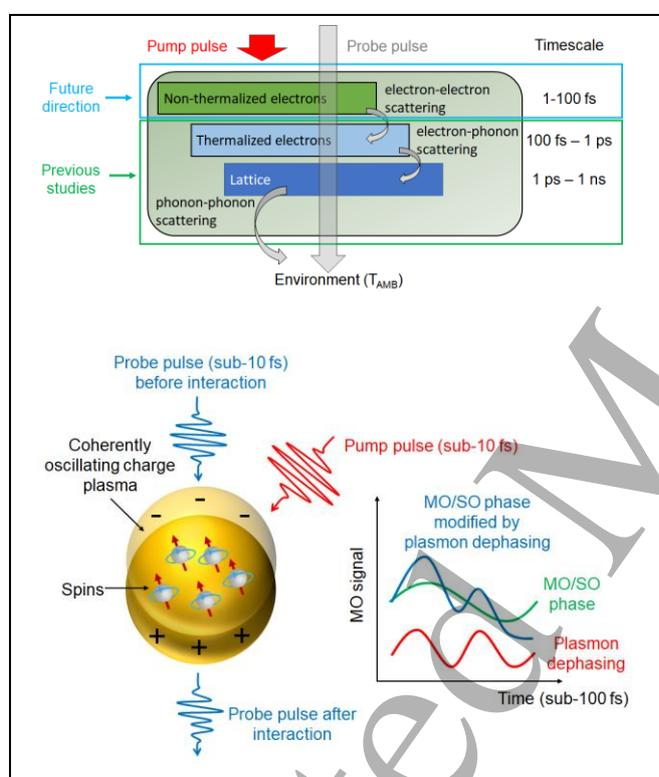 Pump pulse
Probe pulse
Timescale
Future
direction
Non-thermalized electrons
electron-electron
scattering
1-100 fs
Previous
studies
Thermalized electrons
electron-phonon
scattering
100 fs – 1 ps
Lattice
1 ps – 1 ns
phonon-phonon
scattering
Environment (T_AMB)
Probe pulse (sub-10 fs)
before interaction
Coherently
oscillating charge
plasma
Pump pulse (sub-10 fs)
- - -
Spins
+ + +
Probe pulse after
interaction
MO signal
MO/SO phase
modified by
plasmon dephasing
MO/SO
phase
Plasmon
dephasing
Time (sub-100 fs)